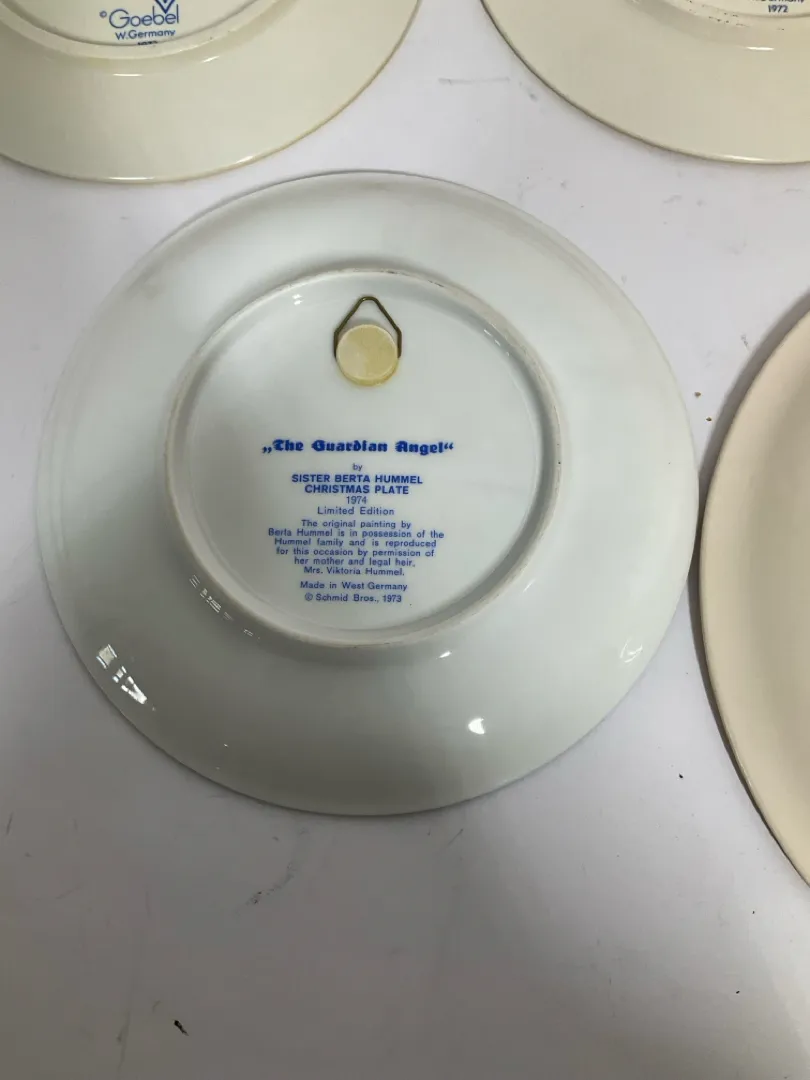 ©Goebel
W.Germany
1972
„The Guardian Angel“
by
SISTER BERTA HUMMEL
CHRISTMAS PLATE
1974
Limited Edition
The original painting by
Berta Hummel is in possession of the
Hummel family and is reproduced
for this occasion by permission of
her mother and legal heir,
Mrs. Viktoria Hummel.
Made in West Germany
© Schmid Bros., 1973